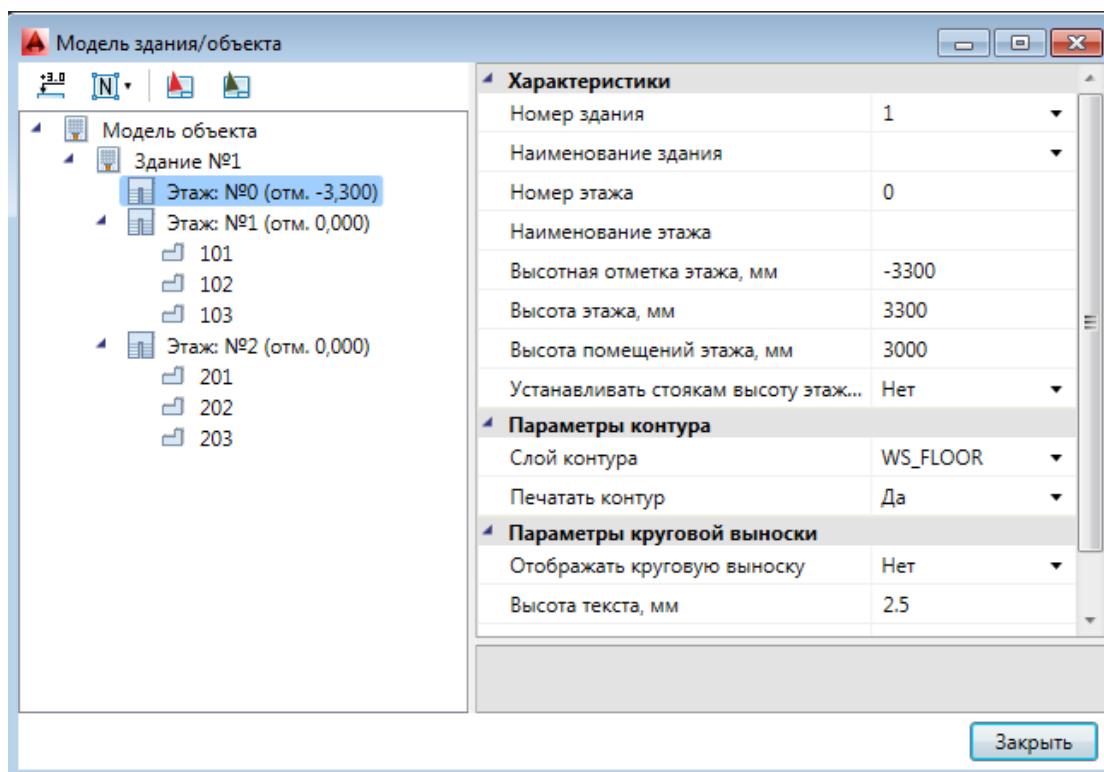 Модель здания/объекта
+3.0
N
Модель объекта
Здание №1
Этаж: №0 (отм. -3,300)
Этаж: №1 (отм. 0,000)
101
102
103
Этаж: №2 (отм. 0,000)
201
202
203
Характеристики
Номер здания 1
Наименование здания
Номер этажа 0
Наименование этажа
Высотная отметка этажа, мм -3300
Высота этажа, мм 3300
Высота помещений этажа, мм 3000
Устанавливать стоякам высоту этаж... Нет
Параметры контура
Слой контура WS_FLOOR
Печатать контур Да
Параметры круговой выноски
Отображать круговую выноску Нет
Высота текста, мм 2.5
Закрыть